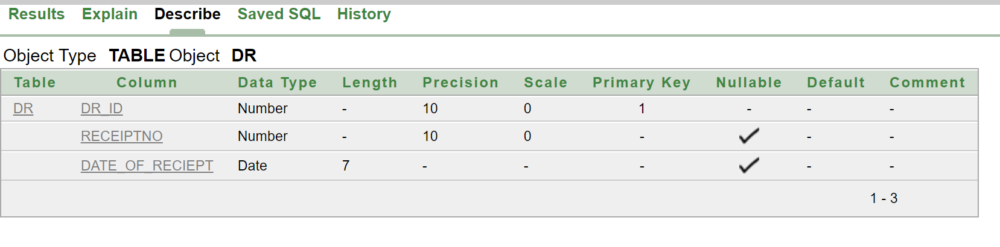 Results Explain Describe Saved SQL History
Object Type TABLE Object DR
Table Column Data Type Length Precision Scale Primary Key Nullable Default Comment
DR DR_ID Number - 10 0 1 - - -
RECEIPTNO Number - 10 0 - ✓ - -
DATE_OF_RECIEPT Date 7 - - - ✓ - -
1 - 3